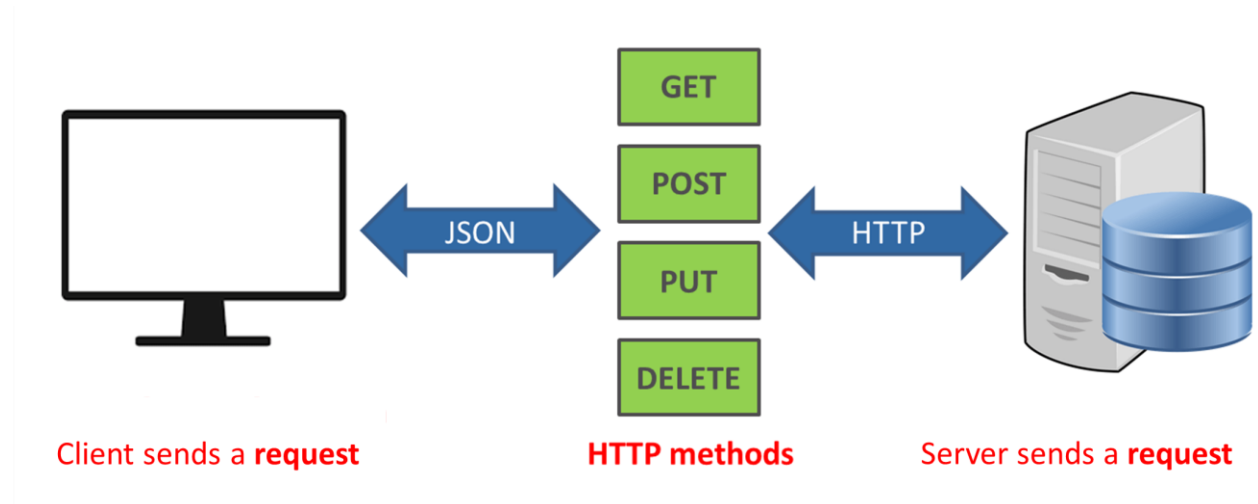 GET
POST
JSON
HTTP
PUT
DELETE
Client sends a request
HTTP methods
Server sends a request